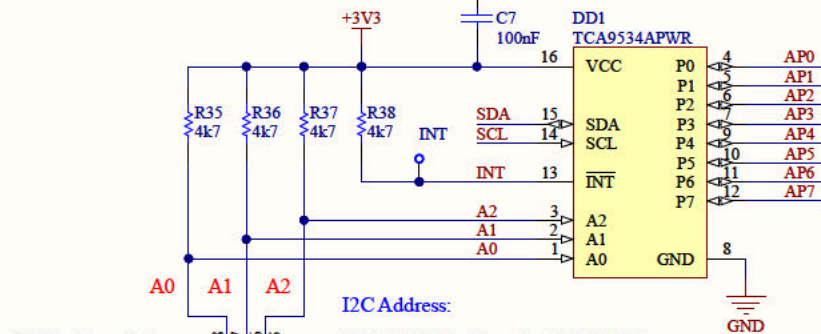 +3V3
C7
100nF
DD1
TCA9534APWR
R35
4k7
R36
4k7
R37
4k7
R38
4k7
INT
SDA
SCL
INT
A2
A1
A0
16
15
14
13
3
2
1
VCC
SDA
SCL
INT
A2
A1
A0
P0
P1
P2
P3
P4
P5
P6
P7
GND
4
5
6
7
9
10
11
12
8
AP0
AP1
AP2
AP3
AP4
AP5
AP6
AP7
GND
A0
A1
A2
I2C Address: